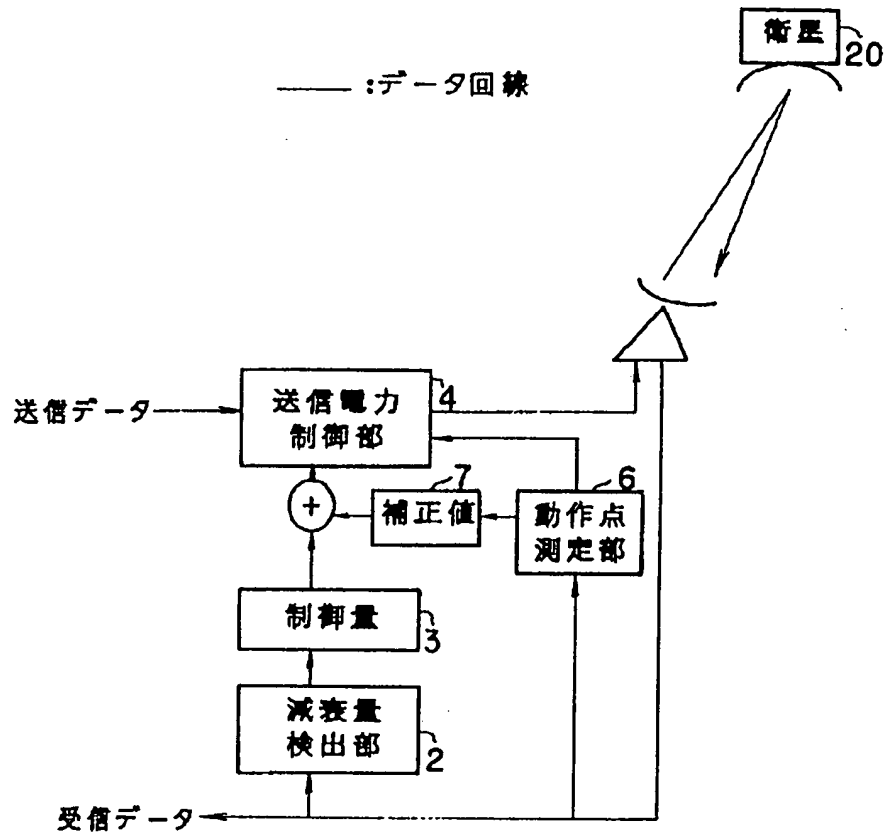 衛星
20
:データ回線
4
送信データ
送信電力
制御部
7
6
+
補正値
動作点
測定部
制御量
3
減衰量
検出部
2
受信データ